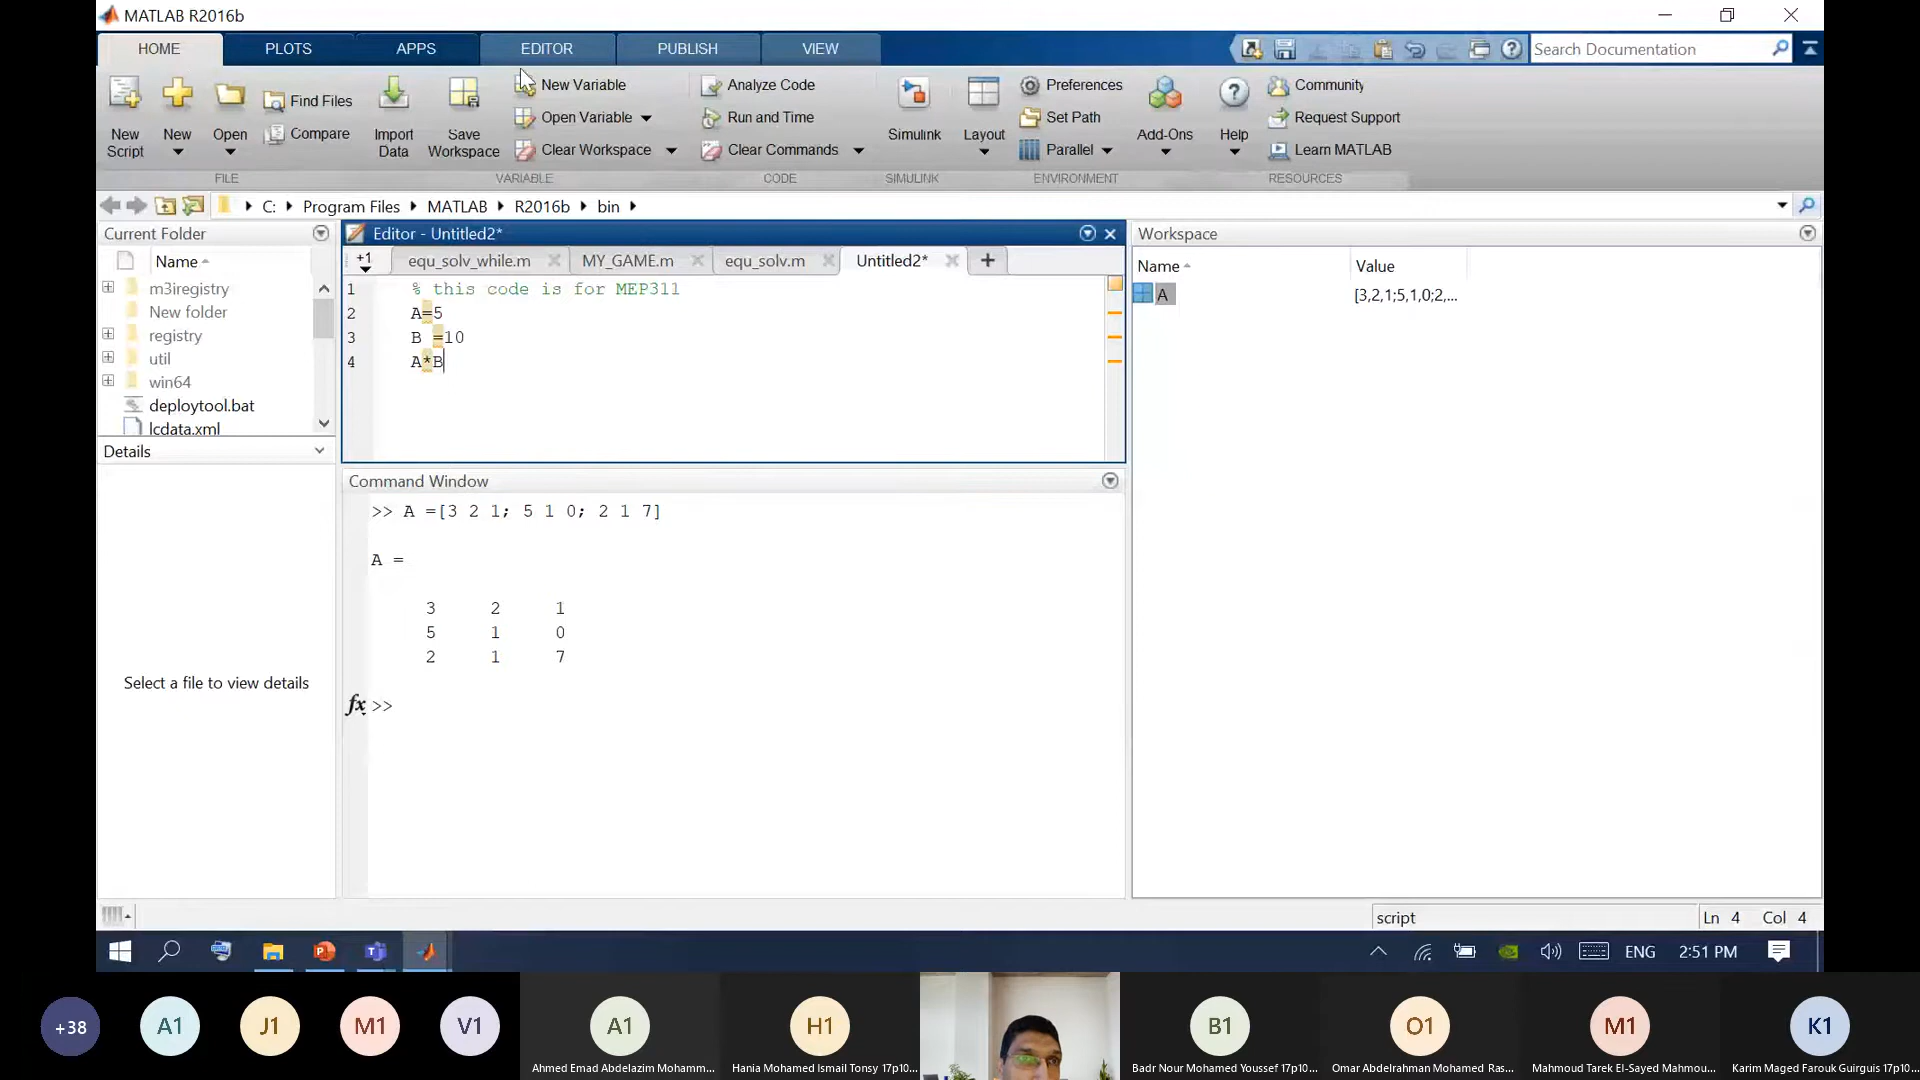 MATLAB R2016b
HOME PLOTS APPS EDITOR PUBLISH VIEW
Search Documentation
New Script
New
Open
Find Files
Compare
Import Data
Save Workspace
New Variable
Open Variable
Clear Workspace
Analyze Code
Run and Time
Clear Commands
Simulink
Layout
Preferences
Set Path
Parallel
Add-Ons
Help
Community
Request Support
Learn MATLAB
FILE VARIABLE CODE SIMULINK ENVIRONMENT RESOURCES
C: Program Files MATLAB R2016b bin
Current Folder
Name
m3iregistry
New folder
registry
util
win64
deploytool.bat
lcdata.xml
Details
Select a file to view details
Editor - Untitled2*
+1 equ_solv_while.m MY_GAME.m equ_solv.m Untitled2* +
1 % this code is for MEP311
2 A=5
3 B =10
4 A*B
Command Window
>> A =[3 2 1; 5 1 0; 2 1 7]
A =
3 2 1
5 1 0
2 1 7
fx >>
Workspace
Name Value
A [3,2,1;5,1,0;2,...
script Ln 4 Col 4
ENG 2:51 PM
+38 A1 J1 M1 V1 A1 H1 B1 O1 M1 K1
Ahmed Emad Abdelazim Mohamm...
Hania Mohamed Ismail Tonsy 17p10...
Badr Nour Mohamed Youssef 17p10...
Omar Abdelrahman Mohamed Ras...
Mahmoud Tarek El-Sayed Mahmou...
Karim Maged Farouk Guirguis 17p10...